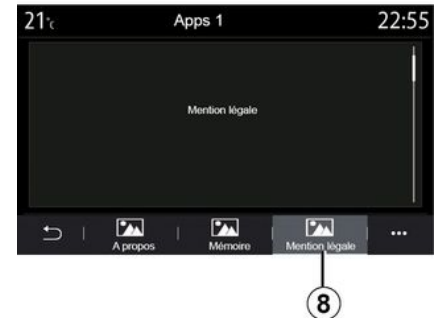 21°c Apps 1 22:55
Mention légale
A propos Mémoire Mention légale ...
8